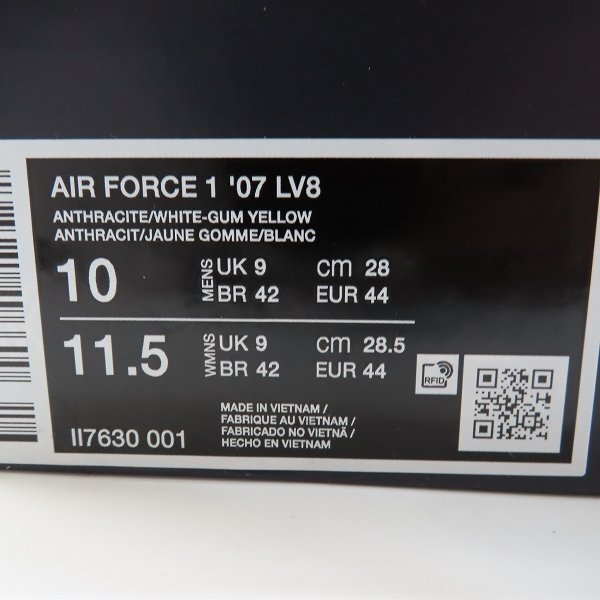 AIR FORCE 1 '07 LV8
ANTHRACITE/WHITE-GUM YELLOW
ANTHRACIT/JAUNE GOMME/BLANC
10 MENS UK 9 cm 28
BR 42 EUR 44
11.5 WMNS UK 9 cm 28.5
BR 42 EUR 44
RFID
II7630 001
MADE IN VIETNAM /
FABRIQUE AU VIETNAM /
FABRICADO NO VIETNÃ /
HECHO EN VIETNAM